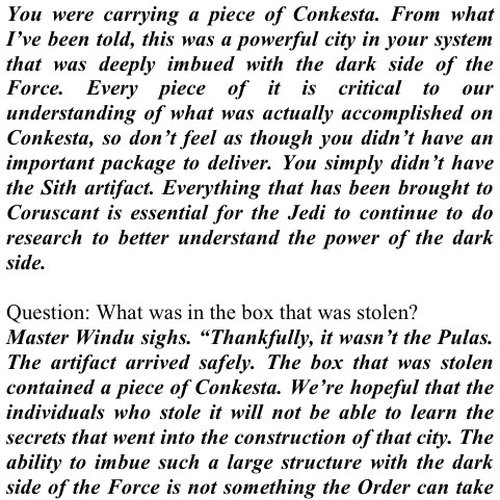 You were carrying a piece of Conkesta. From what
I’ve been told, this was a powerful city in your system
that was deeply imbued with the dark side of the
Force. Every piece of it is critical to our
understanding of what was actually accomplished on
Conkesta, so don’t feel as though you didn’t have an
important package to deliver. You simply didn’t have
the Sith artifact. Everything that has been brought to
Coruscant is essential for the Jedi to continue to do
research to better understand the power of the dark
side.
Question: What was in the box that was stolen?
Master Windu sighs. “Thankfully, it wasn’t the Pulas.
The artifact arrived safely. The box that was stolen
contained a piece of Conkesta. We’re hopeful that the
individuals who stole it will not be able to learn the
secrets that went into the construction of that city. The
ability to imbue such a large structure with the dark
side of the Force is not something the Order can take